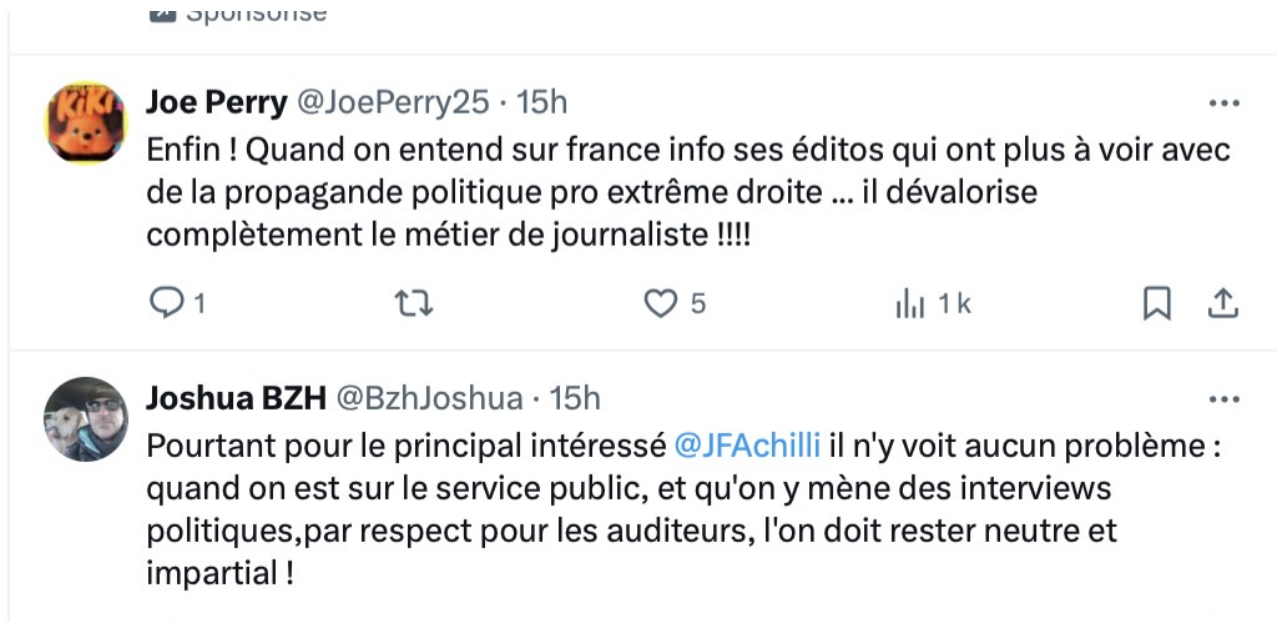 Sponsorisé
KiKi
Joe Perry @JoePerry25 · 15h
Enfin ! Quand on entend sur france info ses éditos qui ont plus à voir avec
de la propagande politique pro extrême droite ... il dévalorise
complètement le métier de journaliste !!!!
1 5 1 k
Joshua BZH @BzhJoshua · 15h
Pourtant pour le principal intéressé @JFAchilli il n'y voit aucun problème :
quand on est sur le service public, et qu'on y mène des interviews
politiques,par respect pour les auditeurs, l'on doit rester neutre et
impartial !